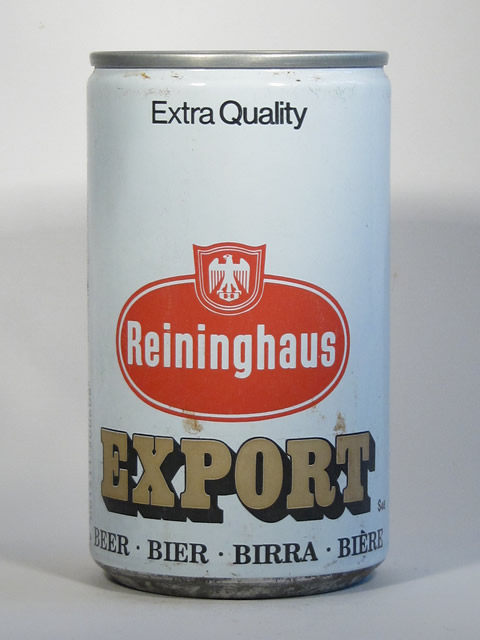 Extra Quality
Reininghaus
EXPORT
BEER · BIER · BIRRA · BIÈRE